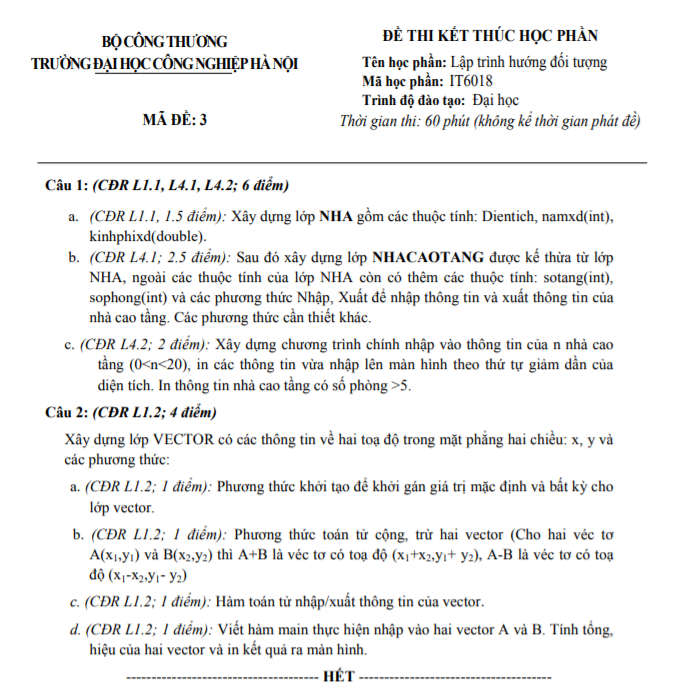 BỘ CÔNG THƯƠNG
TRƯỜNG ĐẠI HỌC CÔNG NGHIỆP HÀ NỘI
MÃ ĐỀ: 3
ĐỀ THI KẾT THÚC HỌC PHẦN
Tên học phần: Lập trình hướng đối tượng
Mã học phần: IT6018
Trình độ đào tạo: Đại học
Thời gian thi: 60 phút (không kể thời gian phát đề)
Câu 1: (CĐR L1.1, L4.1, L4.2; 6 điểm)
a. (CĐR L1.1, 1.5 điểm): Xây dựng lớp NHA gồm các thuộc tính: Dientich, namxd(int),
kinhphixd(double).
b. (CĐR L4.1; 2.5 điểm): Sau đó xây dựng lớp NHACAOTANG được kế thừa từ lớp
NHA, ngoài các thuộc tính của lớp NHA còn có thêm các thuộc tính: sotang(int),
sophong(int) và các phương thức Nhập, Xuất để nhập thông tin và xuất thông tin của
nhà cao tầng. Các phương thức cần thiết khác.
c. (CĐR L4.2; 2 điểm): Xây dựng chương trình chính nhập vào thông tin của n nhà cao
tầng (0<n<20), in các thông tin vừa nhập lên màn hình theo thứ tự giảm dần của
diện tích. In thông tin nhà cao tầng có số phòng >5.
Câu 2: (CĐR L1.2; 4 điểm)
Xây dựng lớp VECTOR có các thông tin về hai toạ độ trong mặt phẳng hai chiều: x, y và
các phương thức:
a. (CĐR L1.2; 1 điểm): Phương thức khởi tạo để khởi gán giá trị mặc định và bất kỳ cho
lớp vector.
b. (CĐR L1.2; 1 điểm): Phương thức toán tử cộng, trừ hai vector (Cho hai véc tơ
A(x₁,y₁) và B(x₂,y₂) thì A+B là véc tơ có toạ độ (x₁+x₂,y₁+ y₂), A-B là véc tơ có toạ
độ (x₁-x₂,y₁- y₂)
c. (CĐR L1.2; 1 điểm): Hàm toán tử nhập/xuất thông tin của vector.
d. (CĐR L1.2; 1 điểm): Viết hàm main thực hiện nhập vào hai vector A và B. Tính tổng,
hiệu của hai vector và in kết quả ra màn hình.
------------------------------------- HẾT -------------------------------------